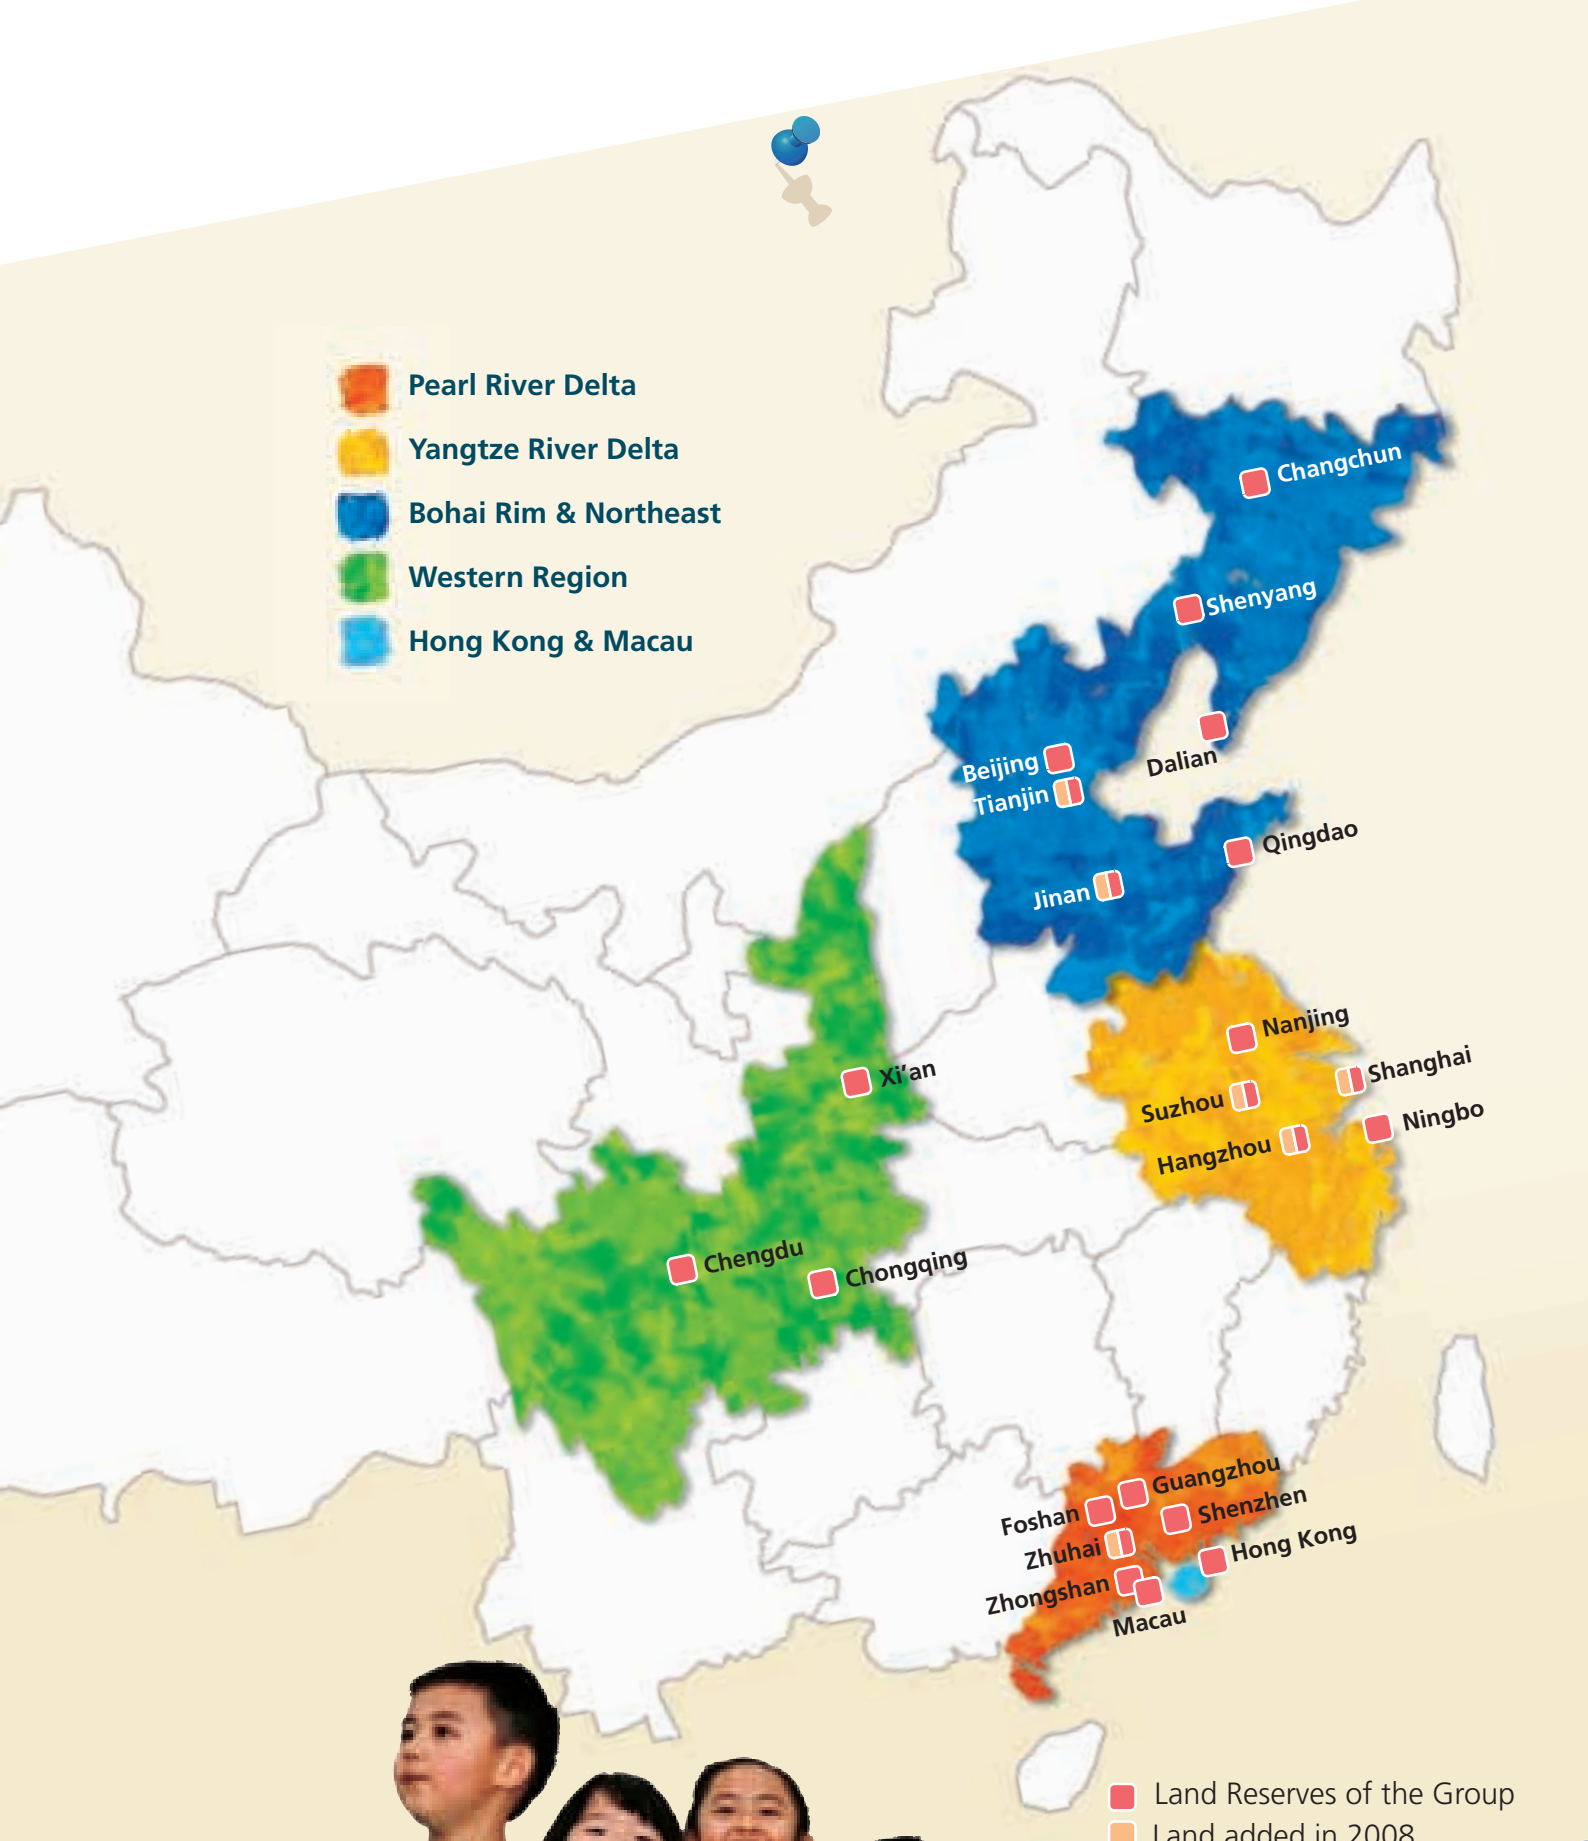 Pearl River Delta
Yangtze River Delta
Bohai Rim & Northeast
Western Region
Hong Kong & Macau
Changchun
Shenyang
Dalian
Beijing
Tianjin
Qingdao
Jinan
Nanjing
Shanghai
Suzhou
Ningbo
Hangzhou
Xi’an
Chengdu
Chongqing
Guangzhou
Foshan
Shenzhen
Zhuhai
Hong Kong
Zhongshan
Macau
Land Reserves of the Group
Land added in 2008